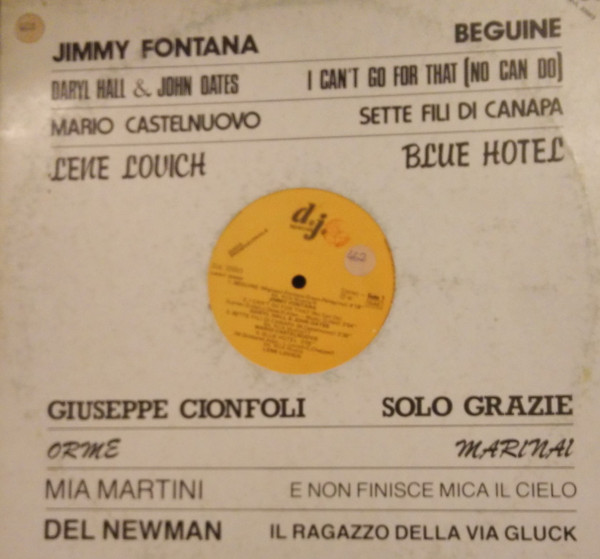 JIMMY FONTANA BEGUINE
DARYL HALL & JOHN OATES I CAN'T GO FOR THAT (NO CAN DO)
MARIO CASTELNUOVO SETTE FILI DI CANAPA
LENE LOVICH BLUE HOTEL
d.j.
GIUSEPPE CIONFOLI SOLO GRAZIE
ORME MARINAI
MIA MARTINI E NON FINISCE MICA IL CIELO
DEL NEWMAN IL RAGAZZO DELLA VIA GLUCK